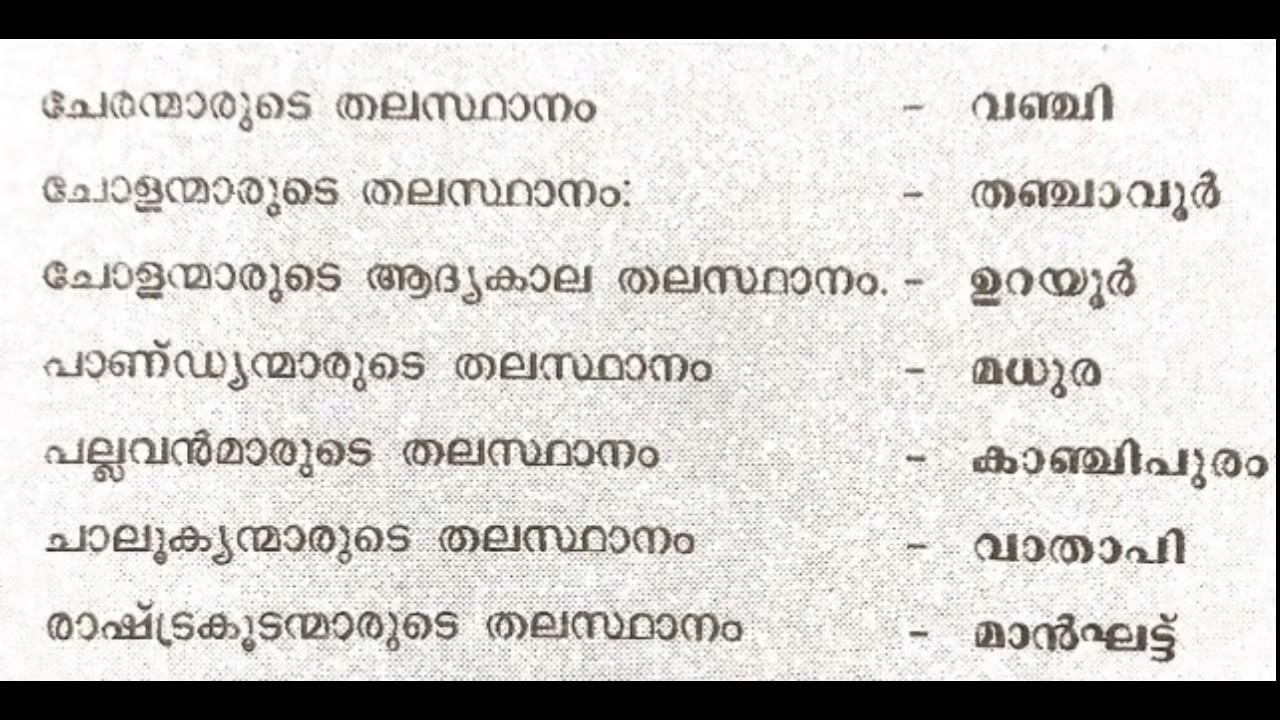 ചേരന്മാരുടെ തലസ്ഥാനം - വഞ്ചി
ചോളന്മാരുടെ തലസ്ഥാനം: - തഞ്ചാവൂർ
ചോളന്മാരുടെ ആദ്യകാല തലസ്ഥാനം. - ഉറയൂർ
പാണ്ഡ്യന്മാരുടെ തലസ്ഥാനം - മധുര
പല്ലവൻമാരുടെ തലസ്ഥാനം - കാഞ്ചിപുരം
ചാലൂക്യന്മാരുടെ തലസ്ഥാനം - വാതാപി
രാഷ്ട്രകൂടന്മാരുടെ തലസ്ഥാനം - മാൻഘട്ട്